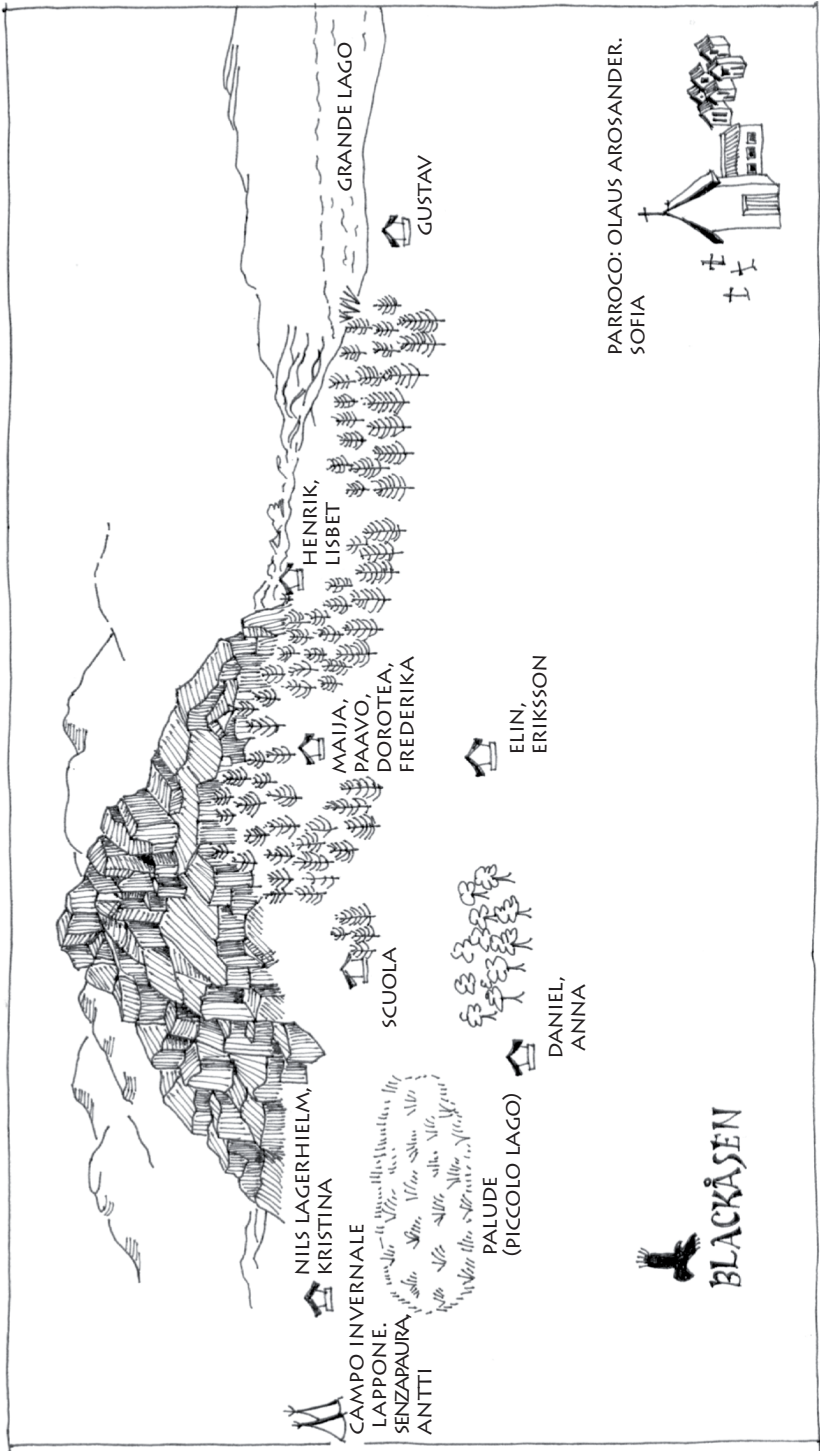 GRANDE LAGO
GUSTAV
PARROCO: OLAUS AROSANDER.
SOFIA
HENRIK,
LISBET
MAIJA,
PAAVO,
DOROTEA,
FREDERIKA
ELIN,
ERIKSSON
SCUOLA
DANIEL,
ANNA
NILS LAGERHIELM,
KRISTINA
CAMPO INVERNALE
LAPPONE.
SENZAPAURA,
ANTTI
PALUDE
(PICCOLO LAGO)
BLACKÅSEN